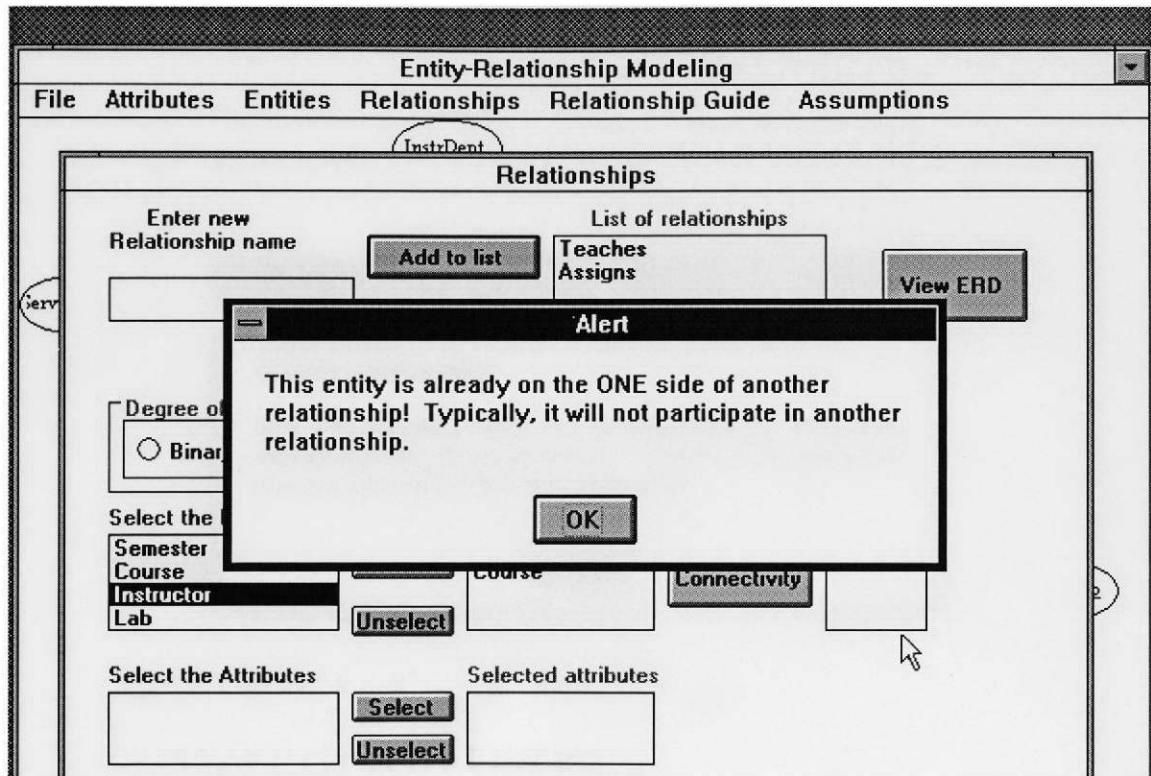 Entity-Relationship Modeling
File Attributes Entities Relationships Relationship Guide Assumptions
InstrDept
Relationships
Enter new
Relationship name
List of relationships
Add to list
Teaches
Assigns
View ERD
Alert
This entity is already on the ONE side of another
relationship! Typically, it will not participate in another
relationship.
OK
Degree of
Select the
Semester
Course
Instructor
Lab
Unselect
Course
Connectivity
Select the Attributes
Selected attributes
Select
Unselect